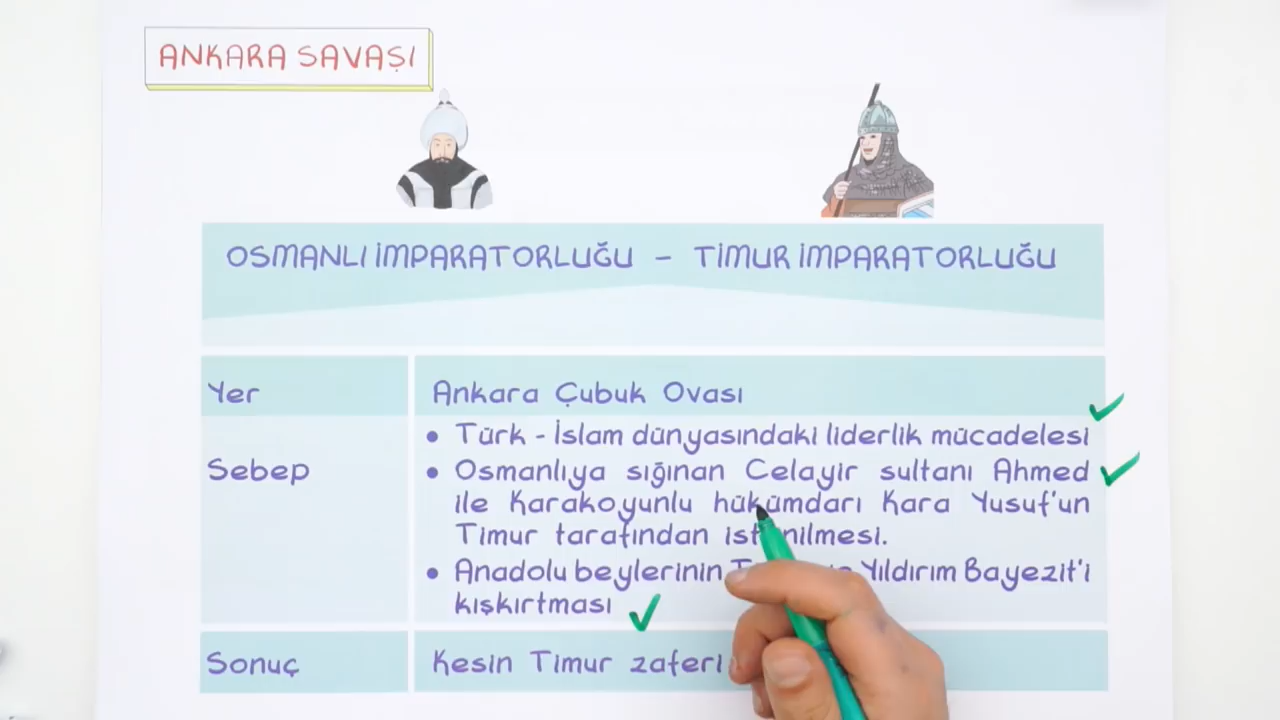 ANKARA SAVAŞI
OSMANLI İMPARATORLUĞU - TİMUR İMPARATORLUĞU
Yer
Ankara Çubuk Ovası
Sebep
• Türk - İslam dünyasındaki liderlik mücadelesi
• Osmanlıya sığınan Celayir sultanı Ahmed
ile Karakoyunlu hükümdarı Kara Yusuf'un
Timur tarafından istenilmesi.
• Anadolu beylerinin Yıldırım Bayezit'i
kışkırtması
Sonuç
Kesin Timur zaferi